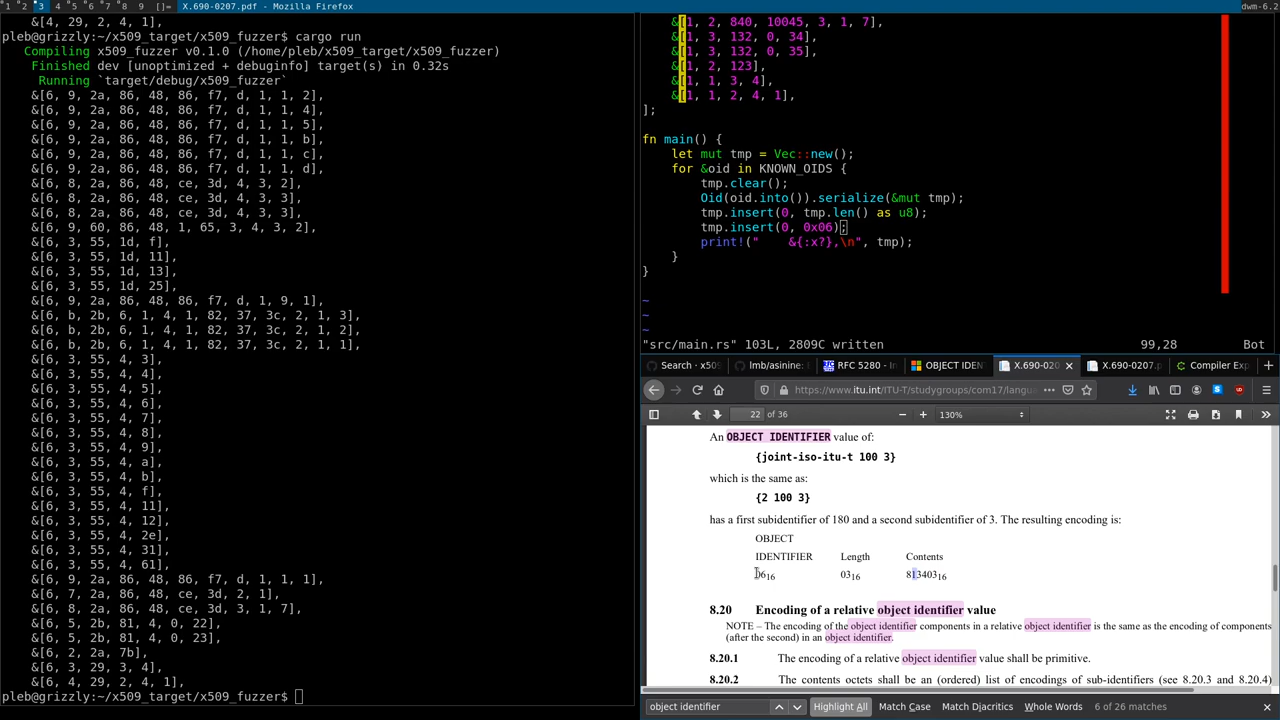 *1 *2 *3 *4 5 6 7 8 9 []= X.690-0207.pdf - Mozilla Firefox dwm-6.2
&[4, 29, 2, 4, 1],
pleb@grizzly:~/x509_target/x509_fuzzer$ cargo run
Compiling x509_fuzzer v0.1.0 (/home/pleb/x509_target/x509_fuzzer)
Finished dev [unoptimized + debuginfo] target(s) in 0.32s
Running `target/debug/x509_fuzzer`
&[6, 9, 2a, 86, 48, 86, f7, d, 1, 1, 2],
&[6, 9, 2a, 86, 48, 86, f7, d, 1, 1, 4],
&[6, 9, 2a, 86, 48, 86, f7, d, 1, 1, 5],
&[6, 9, 2a, 86, 48, 86, f7, d, 1, 1, b],
&[6, 9, 2a, 86, 48, 86, f7, d, 1, 1, c],
&[6, 9, 2a, 86, 48, 86, f7, d, 1, 1, d],
&[6, 8, 2a, 86, 48, ce, 3d, 4, 3, 2],
&[6, 8, 2a, 86, 48, ce, 3d, 4, 3, 3],
&[6, 8, 2a, 86, 48, ce, 3d, 4, 3, 3],
&[6, 9, 60, 86, 48, 1, 65, 3, 4, 3, 2],
&[6, 3, 55, 1d, f],
&[6, 3, 55, 1d, 11],
&[6, 3, 55, 1d, 13],
&[6, 3, 55, 1d, 25],
&[6, 9, 2a, 86, 48, 86, f7, d, 1, 9, 1],
&[6, b, 2b, 6, 1, 4, 1, 82, 37, 3c, 2, 1, 3],
&[6, b, 2b, 6, 1, 4, 1, 82, 37, 3c, 2, 1, 2],
&[6, b, 2b, 6, 1, 4, 1, 82, 37, 3c, 2, 1, 1],
&[6, 3, 55, 4, 3],
&[6, 3, 55, 4, 4],
&[6, 3, 55, 4, 5],
&[6, 3, 55, 4, 6],
&[6, 3, 55, 4, 7],
&[6, 3, 55, 4, 8],
&[6, 3, 55, 4, 9],
&[6, 3, 55, 4, a],
&[6, 3, 55, 4, b],
&[6, 3, 55, 4, f],
&[6, 3, 55, 4, 11],
&[6, 3, 55, 4, 12],
&[6, 3, 55, 4, 2e],
&[6, 3, 55, 4, 31],
&[6, 3, 55, 4, 61],
&[6, 9, 2a, 86, 48, 86, f7, d, 1, 1, 1],
&[6, 7, 2a, 86, 48, ce, 3d, 2, 1],
&[6, 8, 2a, 86, 48, ce, 3d, 3, 1, 7],
&[6, 5, 2b, 81, 4, 0, 22],
&[6, 5, 2b, 81, 4, 0, 23],
&[6, 2, 2a, 7b],
&[6, 3, 29, 3, 4],
&[6, 4, 29, 2, 4, 1],
pleb@grizzly:~/x509_target/x509_fuzzer$
&[1, 2, 840, 10045, 3, 1, 7],
&[1, 3, 132, 0, 34],
&[1, 3, 132, 0, 35],
&[1, 2, 123],
&[1, 1, 3, 4],
&[1, 1, 2, 4, 1],
];
fn main() {
let mut tmp = Vec::new();
for &oid in KNOWN_OIDS {
tmp.clear();
Oid(oid.into()).serialize(&mut tmp);
tmp.insert(0, tmp.len() as u8);
tmp.insert(0, 0x06);
print!("    &{:x?},\n", tmp);
}
}
~
~
~
"src/main.rs" 103L, 2809C written 99,28 Bot
Search · x509 lmb/asinine: RFC 5280 - In OBJECT IDEN X.690-020 X.690-0207.p Compiler Exp
https://www.itu.int/ITU-T/studygroups/com17/langu
22 of 36 130%
An OBJECT IDENTIFIER value of:
{joint-iso-itu-t 100 3}
which is the same as:
{2 100 3}
has a first subidentifier of 180 and a second subidentifier of 3. The resulting encoding is:
OBJECT
IDENTIFIER Length Contents
06₁₆ 03₁₆ 813403₁₆
8.20 Encoding of a relative object identifier value
NOTE – The encoding of the object identifier components in a relative object identifier is the same as the encoding of components
(after the second) in an object identifier.
8.20.1 The encoding of a relative object identifier value shall be primitive.
8.20.2 The contents octets shall be an (ordered) list of encodings of sub-identifiers (see 8.20.3 and 8.20.4)
object identifier Highlight All Match Case Match Diacritics Whole Words 6 of 26 matches